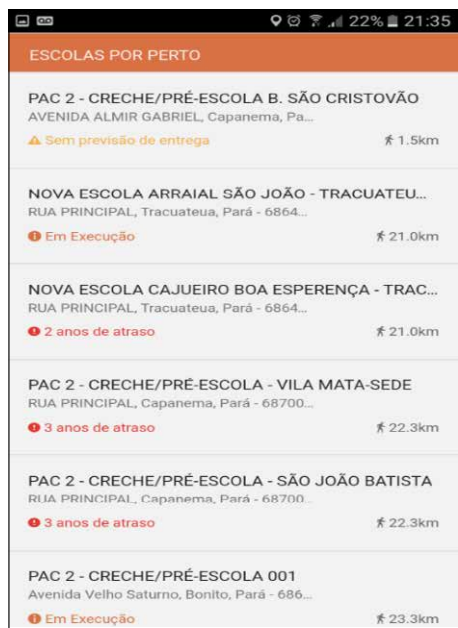 22% 21:35
ESCOLAS POR PERTO
PAC 2 - CRECHE/PRÉ-ESCOLA B. SÃO CRISTOVÃO
AVENIDA ALMIR GABRIEL, Capanema, Pa...
Sem previsão de entrega 1.5km
NOVA ESCOLA ARRAIAL SÃO JOÃO - TRACUATEU...
RUA PRINCIPAL, Tracuateua, Pará - 6864...
Em Execução 21.0km
NOVA ESCOLA CAJUEIRO BOA ESPERENÇA - TRAC...
RUA PRINCIPAL, Tracuateua, Pará - 6864...
2 anos de atraso 21.0km
PAC 2 - CRECHE/PRÉ-ESCOLA - VILA MATA-SEDE
RUA PRINCIPAL, Capanema, Pará - 68700...
3 anos de atraso 22.3km
PAC 2 - CRECHE/PRÉ-ESCOLA - SÃO JOÃO BATISTA
RUA PRINCIPAL, Capanema, Pará - 68700...
3 anos de atraso 22.3km
PAC 2 - CRECHE/PRÉ-ESCOLA 001
Avenida Velho Saturno, Bonito, Pará - 686...
Em Execução 23.3km